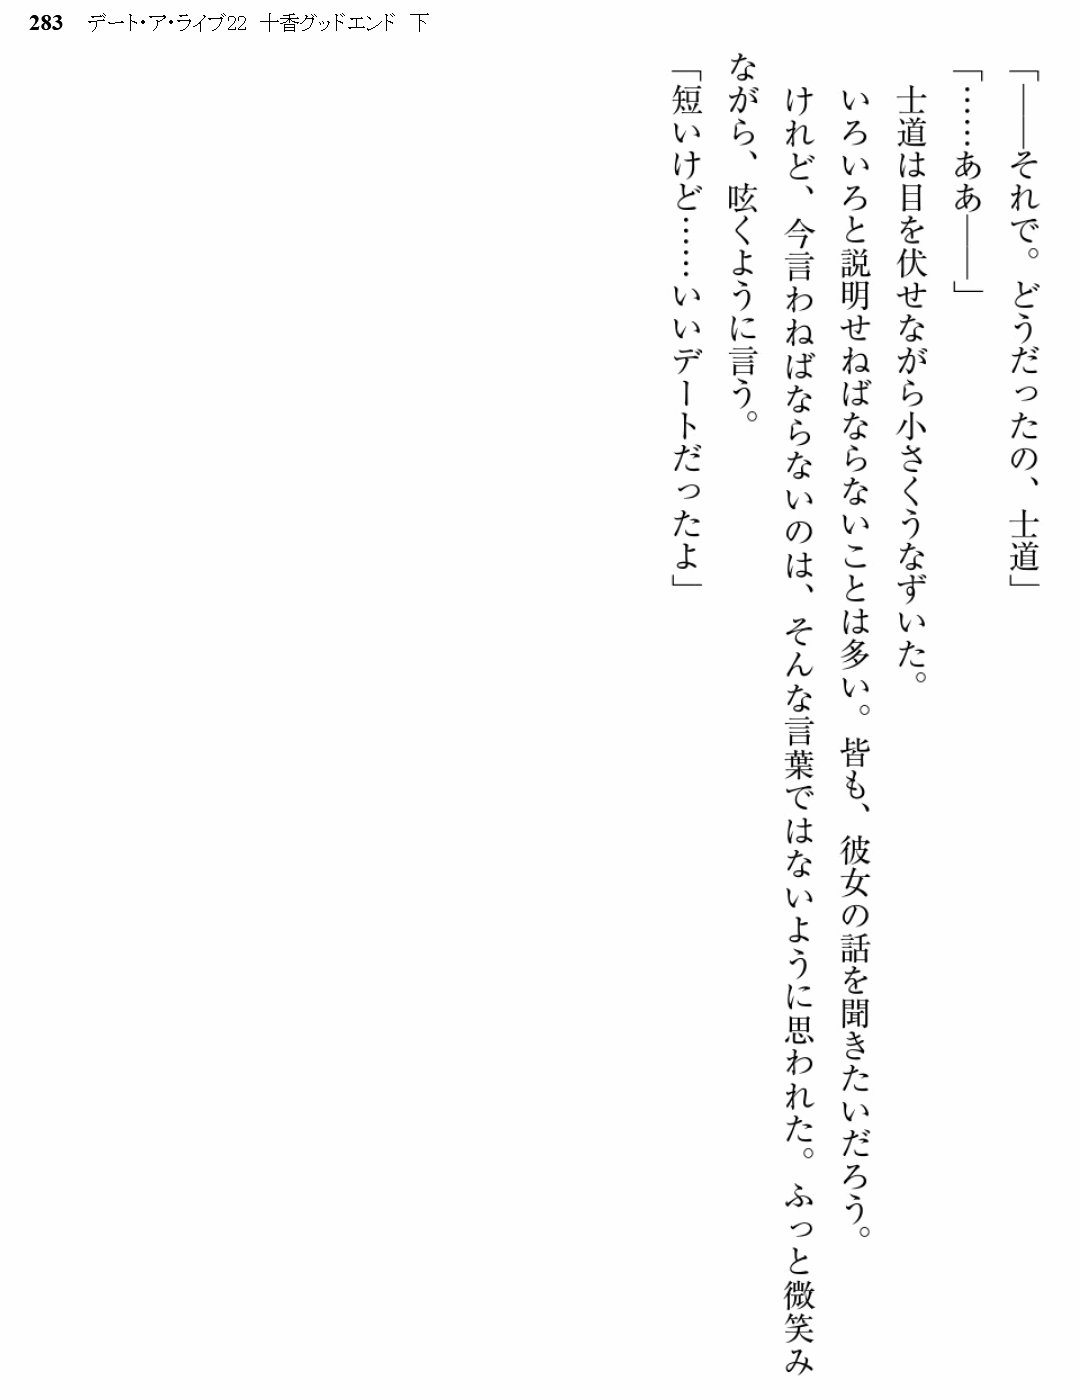 283 デート・ア・ライブ22 十香グッドエンド 下
「――それで。どうだったの、士道」
「……ああ――」
　士道は目を伏せながら小さくうなずいた。
　いろいろと説明せねばならないことは多い。皆も、彼女の話を聞きたいだろう。
　けれど、今言わねばならないのは、そんな言葉ではないように思われた。ふっと微笑み
ながら、呟くように言う。
「短いけど……いいデートだったよ」